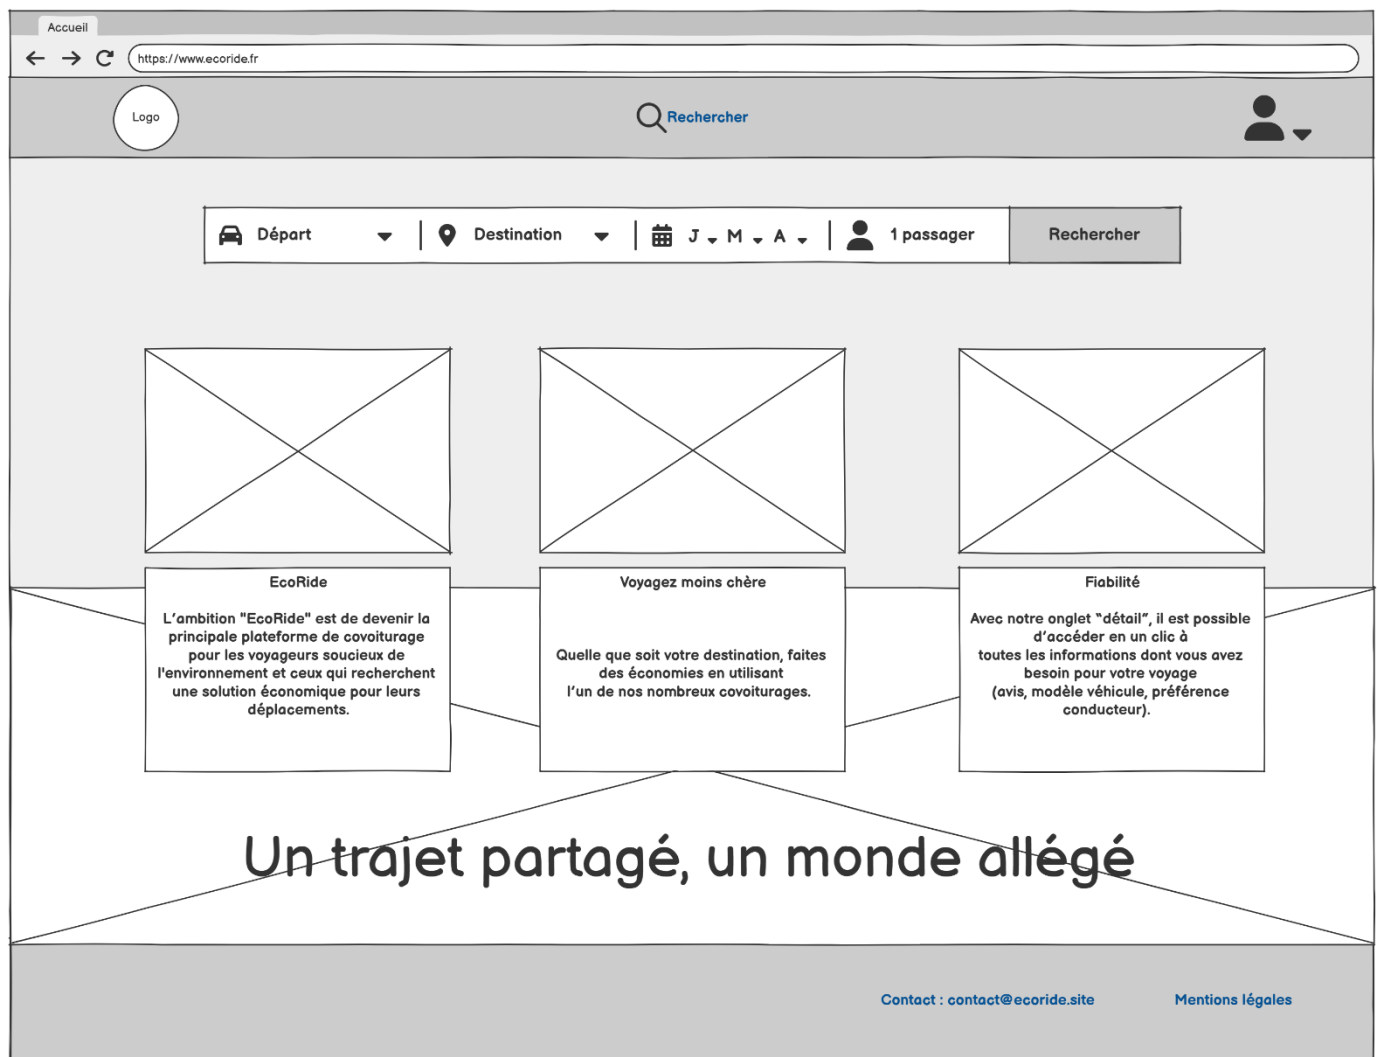 Accueil
https://www.ecoride.fr
Logo
Rechercher
Départ
Destination
J
M
A
1 passager
Rechercher
EcoRide
L'ambition "EcoRide" est de devenir la
principale plateforme de covoiturage
pour les voyageurs soucieux de
l'environnement et ceux qui recherchent
une solution économique pour leurs
déplacements.
Voyagez moins chère
Quelle que soit votre destination, faites
des économies en utilisant
l'un de nos nombreux covoiturages.
Fiabilité
Avec notre onglet “détail”, il est possible
d'accéder en un clic à
toutes les informations dont vous avez
besoin pour votre voyage
(avis, modèle véhicule, préférence
conducteur).
Un trajet partagé, un monde allégé
Contact : contact@ecoride.site
Mentions légales